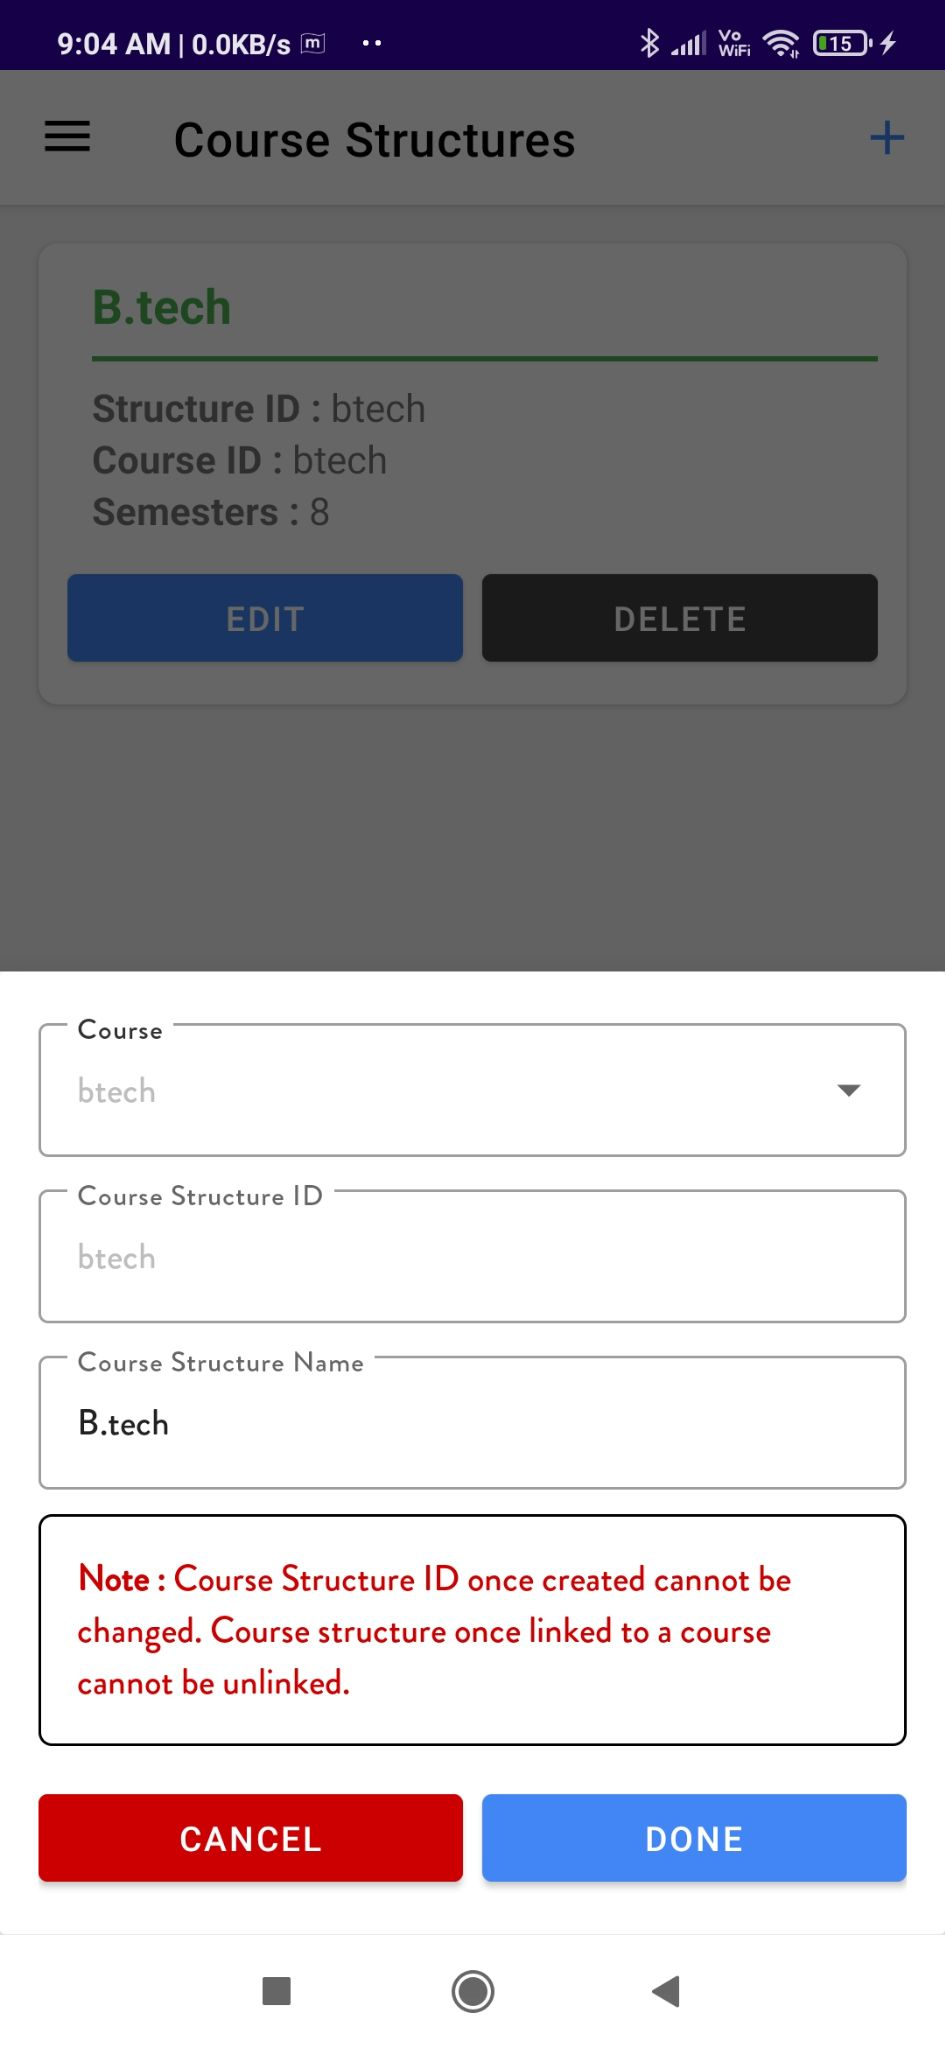 9:04 AM | 0.0KB/s m
Vo WiFi 15
Course Structures
B.tech
Structure ID : btech
Course ID : btech
Semesters : 8
EDIT DELETE
Course
btech
Course Structure ID
btech
Course Structure Name
B.tech
Note : Course Structure ID once created cannot be
changed. Course structure once linked to a course
cannot be unlinked.
CANCEL DONE